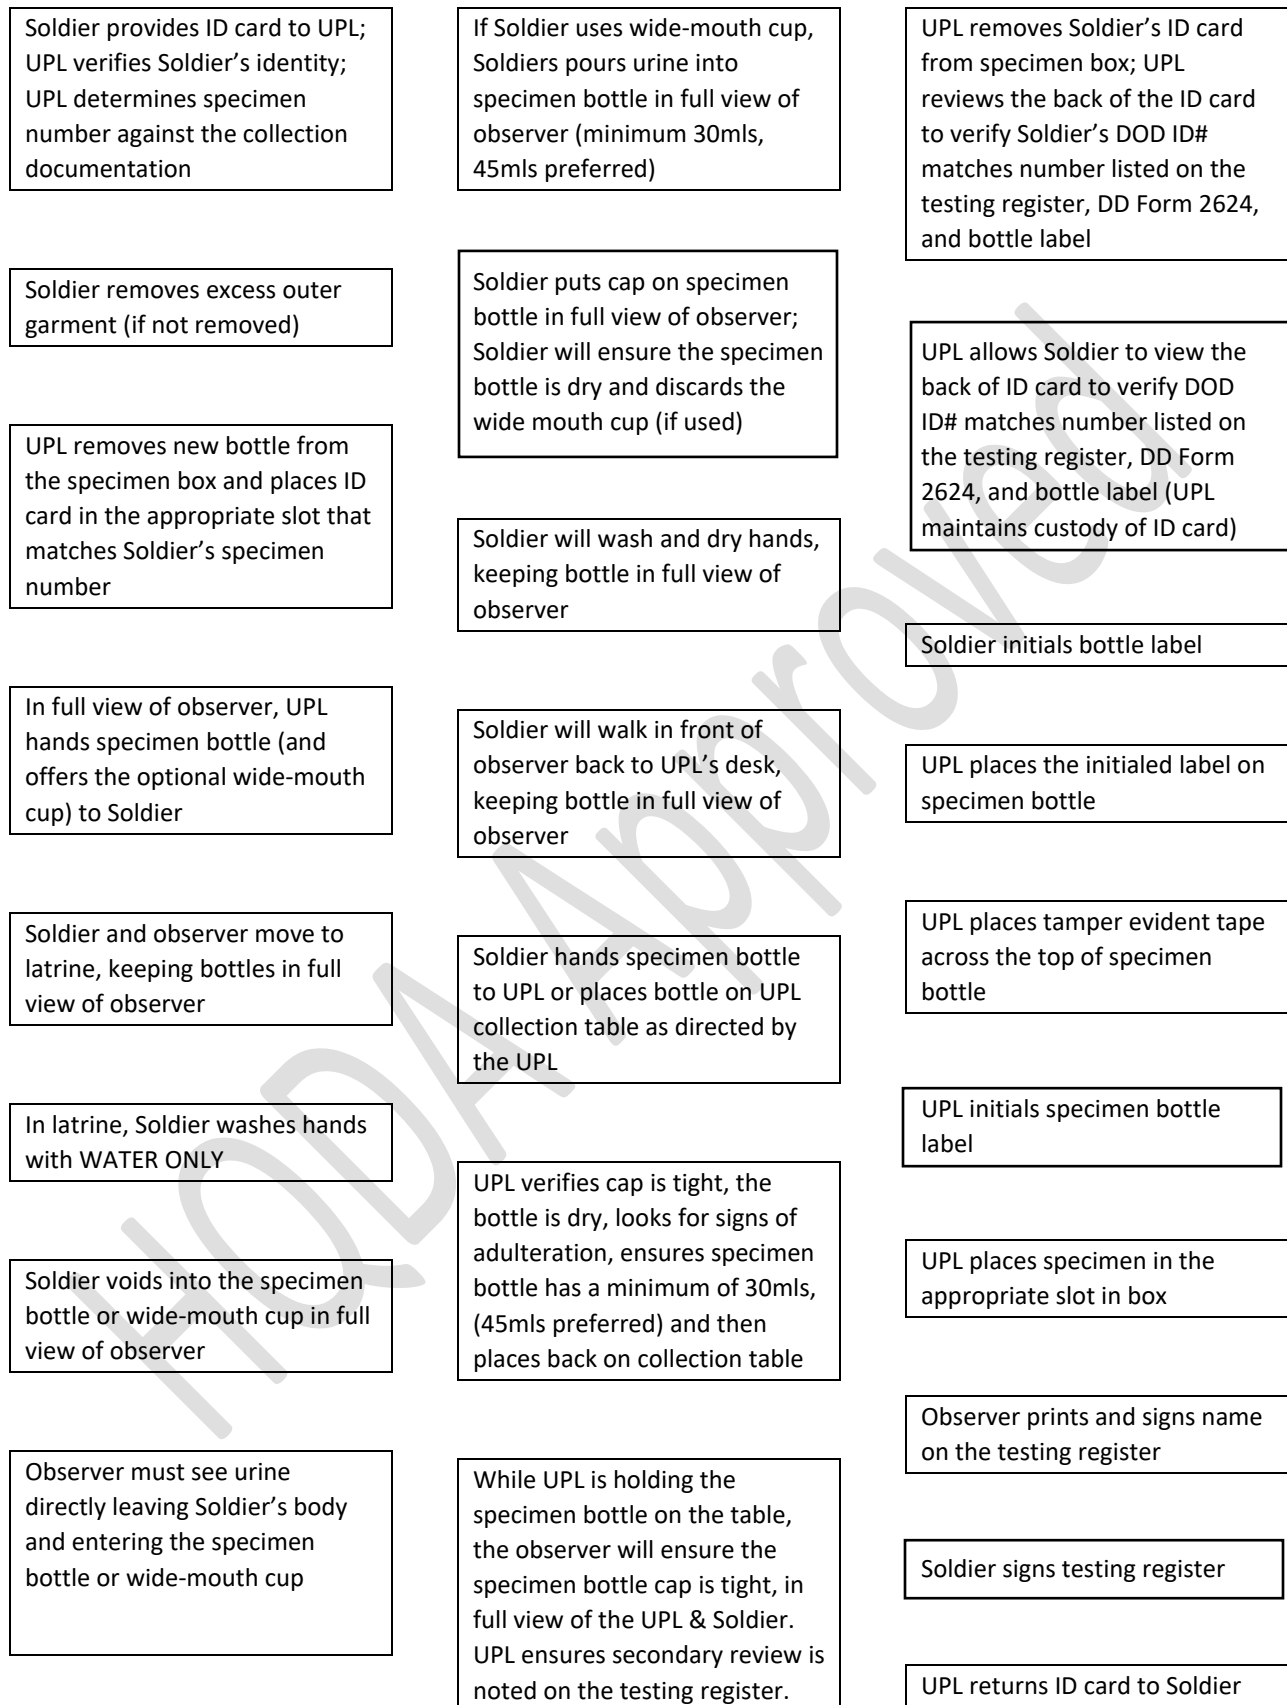 Soldier provides ID card to UPL;
UPL verifies Soldier’s identity;
UPL determines specimen
number against the collection
documentation
Soldier removes excess outer
garment (if not removed)
UPL removes new bottle from
the specimen box and places ID
card in the appropriate slot that
matches Soldier’s specimen
number
In full view of observer, UPL
hands specimen bottle (and
offers the optional wide-mouth
cup) to Soldier
Soldier and observer move to
latrine, keeping bottles in full
view of observer
In latrine, Soldier washes hands
with WATER ONLY
Soldier voids into the specimen
bottle or wide-mouth cup in full
view of observer
Observer must see urine
directly leaving Soldier’s body
and entering the specimen
bottle or wide-mouth cup
If Soldier uses wide-mouth cup,
Soldiers pours urine into
specimen bottle in full view of
observer (minimum 30mls,
45mls preferred)
Soldier puts cap on specimen
bottle in full view of observer;
Soldier will ensure the specimen
bottle is dry and discards the
wide mouth cup (if used)
Soldier will wash and dry hands,
keeping bottle in full view of
observer
Soldier will walk in front of
observer back to UPL’s desk,
keeping bottle in full view of
observer
Soldier hands specimen bottle
to UPL or places bottle on UPL
collection table as directed by
the UPL
UPL verifies cap is tight, the
bottle is dry, looks for signs of
adulteration, ensures specimen
bottle has a minimum of 30mls,
(45mls preferred) and then
places back on collection table
While UPL is holding the
specimen bottle on the table,
the observer will ensure the
specimen bottle cap is tight, in
full view of the UPL & Soldier.
UPL ensures secondary review is
noted on the testing register.
UPL removes Soldier’s ID card
from specimen box; UPL
reviews the back of the ID card
to verify Soldier’s DOD ID#
matches number listed on the
testing register, DD Form 2624,
and bottle label
UPL allows Soldier to view the
back of ID card to verify DOD
ID# matches number listed on
the testing register, DD Form
2624, and bottle label (UPL
maintains custody of ID card)
Soldier initials bottle label
UPL places the initialed label on
specimen bottle
UPL places tamper evident tape
across the top of specimen
bottle
UPL initials specimen bottle
label
UPL places specimen in the
appropriate slot in box
Observer prints and signs name
on the testing register
Soldier signs testing register
UPL returns ID card to Soldier
HQDA Approved